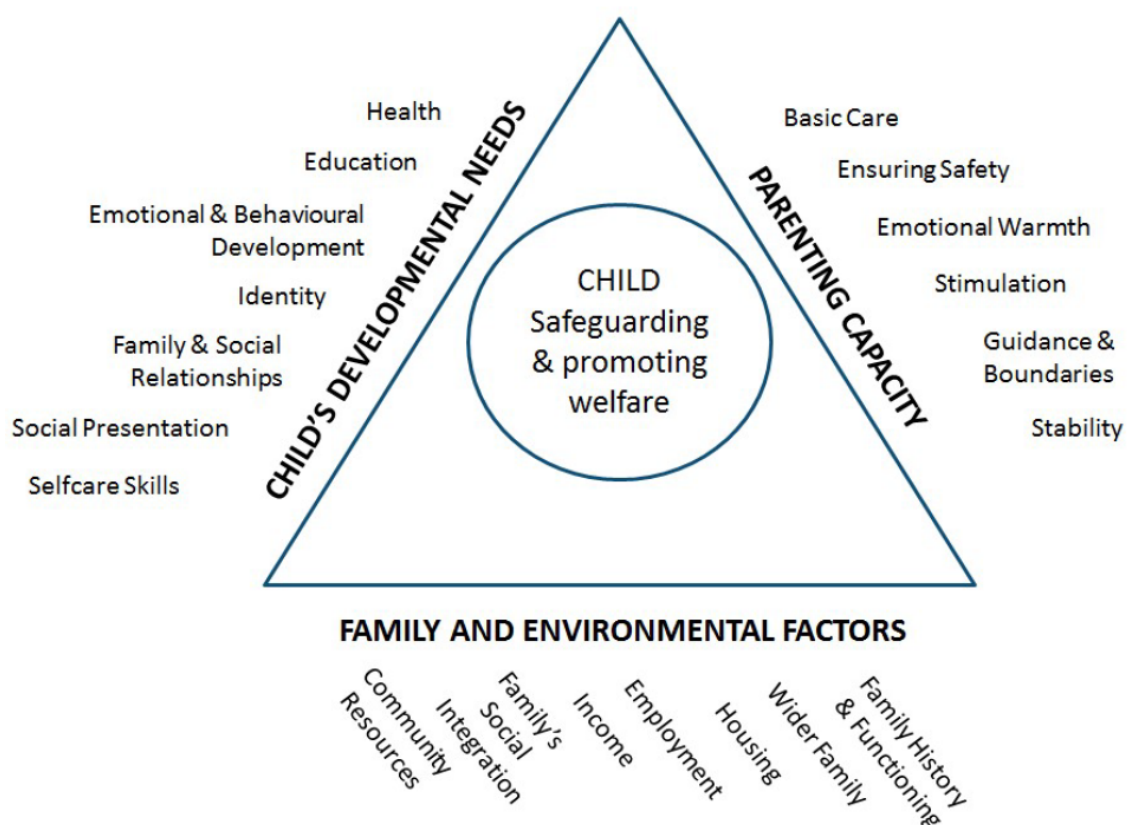 Health
Education
Emotional & Behavioural
Development
Identity
Family & Social
Relationships
Social Presentation
Selfcare Skills
CHILD'S DEVELOPMENTAL NEEDS
CHILD
Safeguarding
& promoting
welfare
PARENTING CAPACITY
Basic Care
Ensuring Safety
Emotional Warmth
Stimulation
Guidance &
Boundaries
Stability
FAMILY AND ENVIRONMENTAL FACTORS
Community
Resources
Family's
Social
Integration
Income
Employment
Housing
Wider Family
Family History
& Functioning